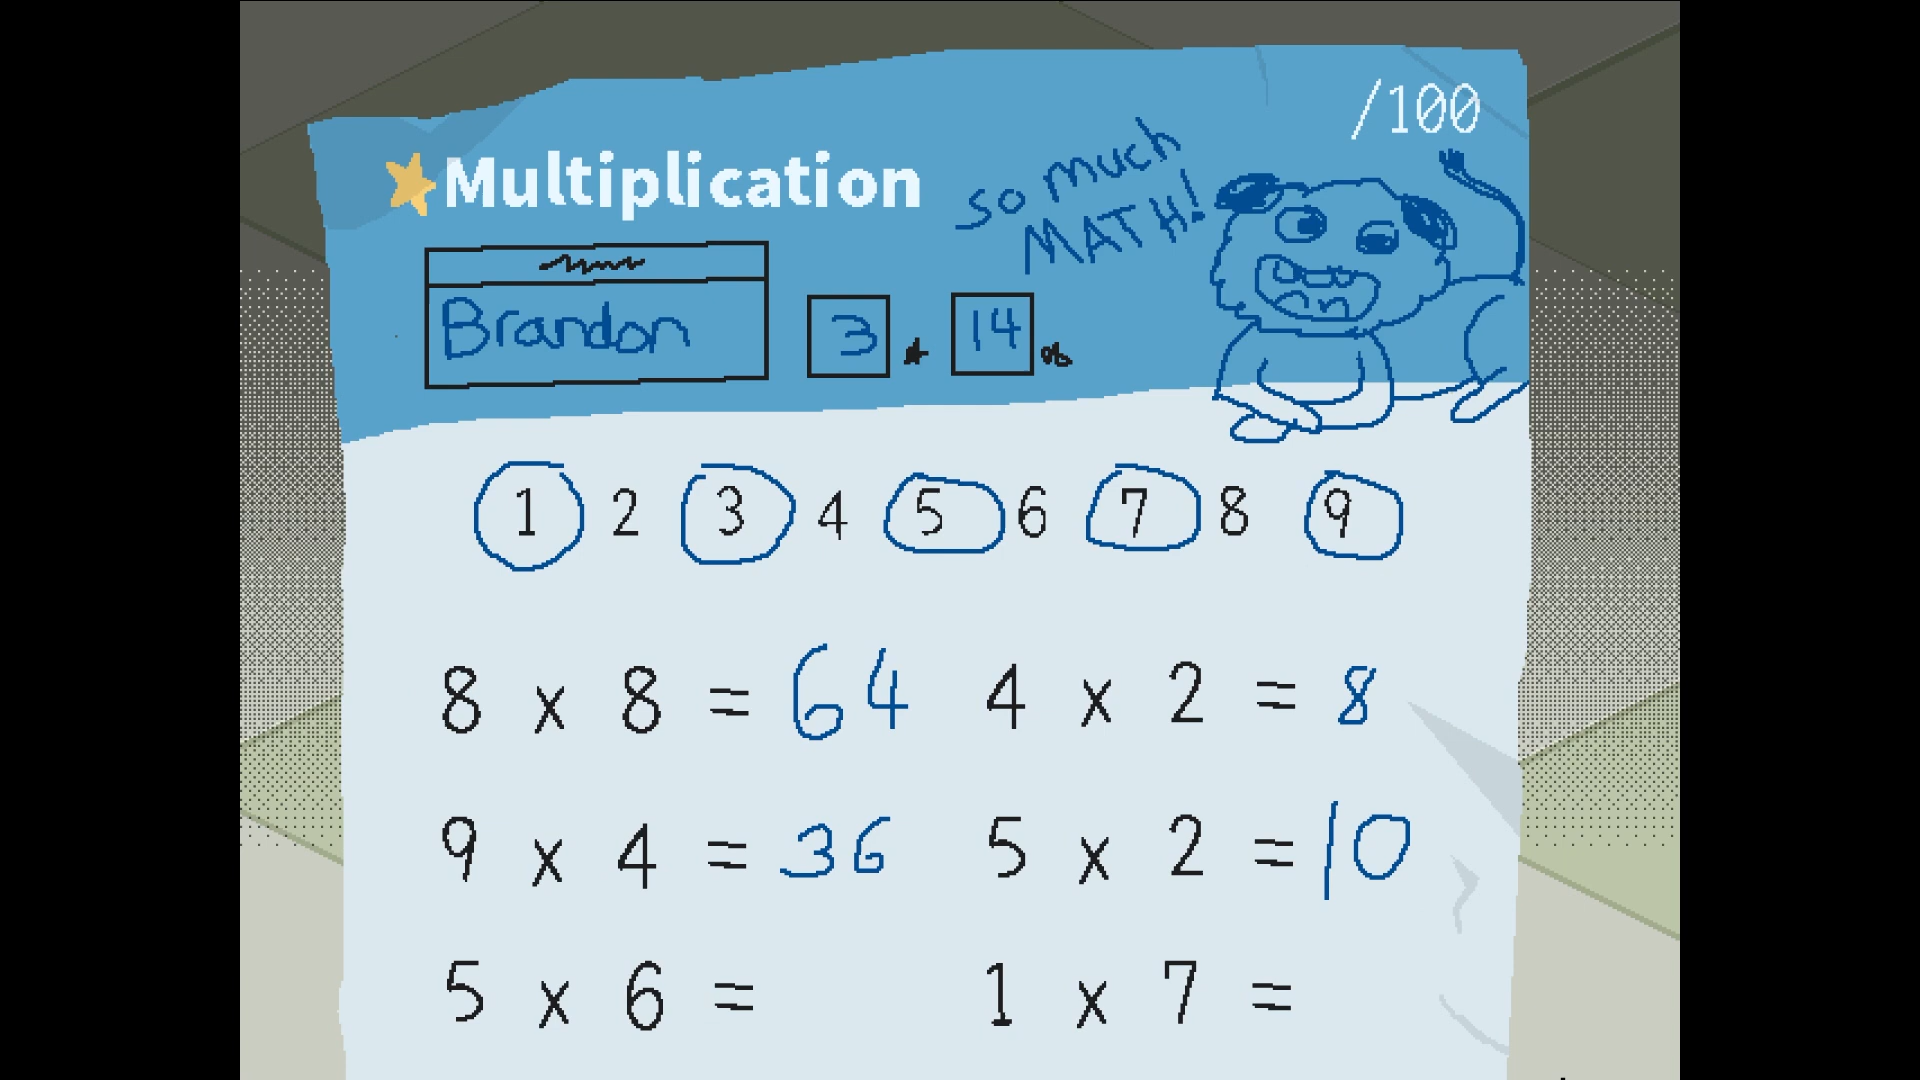 /100
Multiplication
so much
MATH!
Brandon
3 14
1 2 3 4 5 6 7 8 9
8 x 8 = 64 4 x 2 = 8
9 x 4 = 36 5 x 2 = 10
5 x 6 = 1 x 7 =